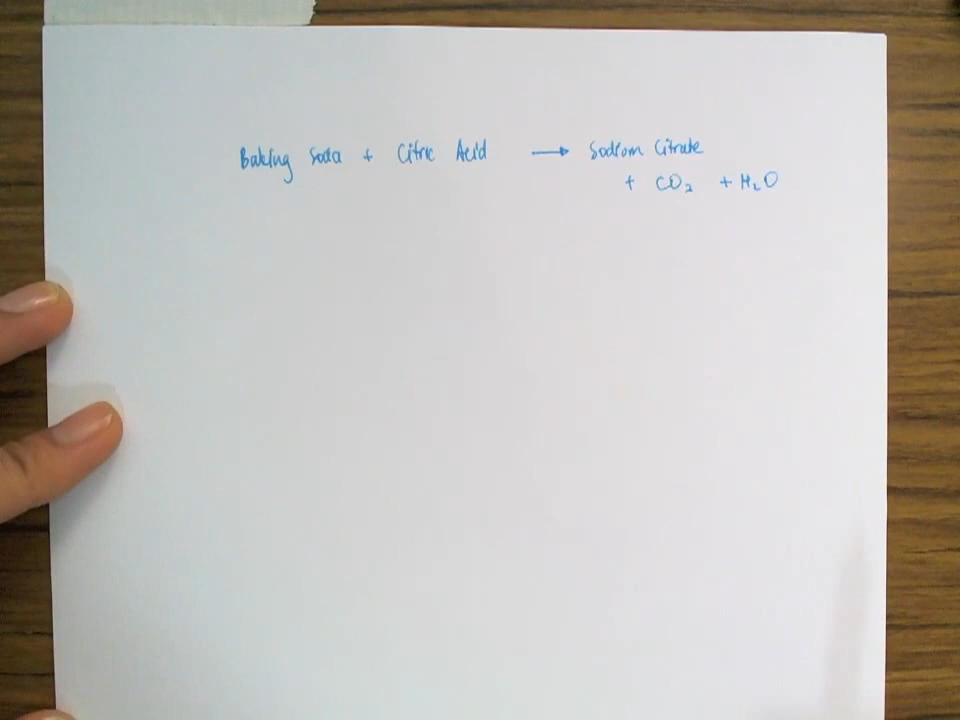 Baking Soda + Citric Acid → Sodium Citrate
+ CO₂ + H₂O